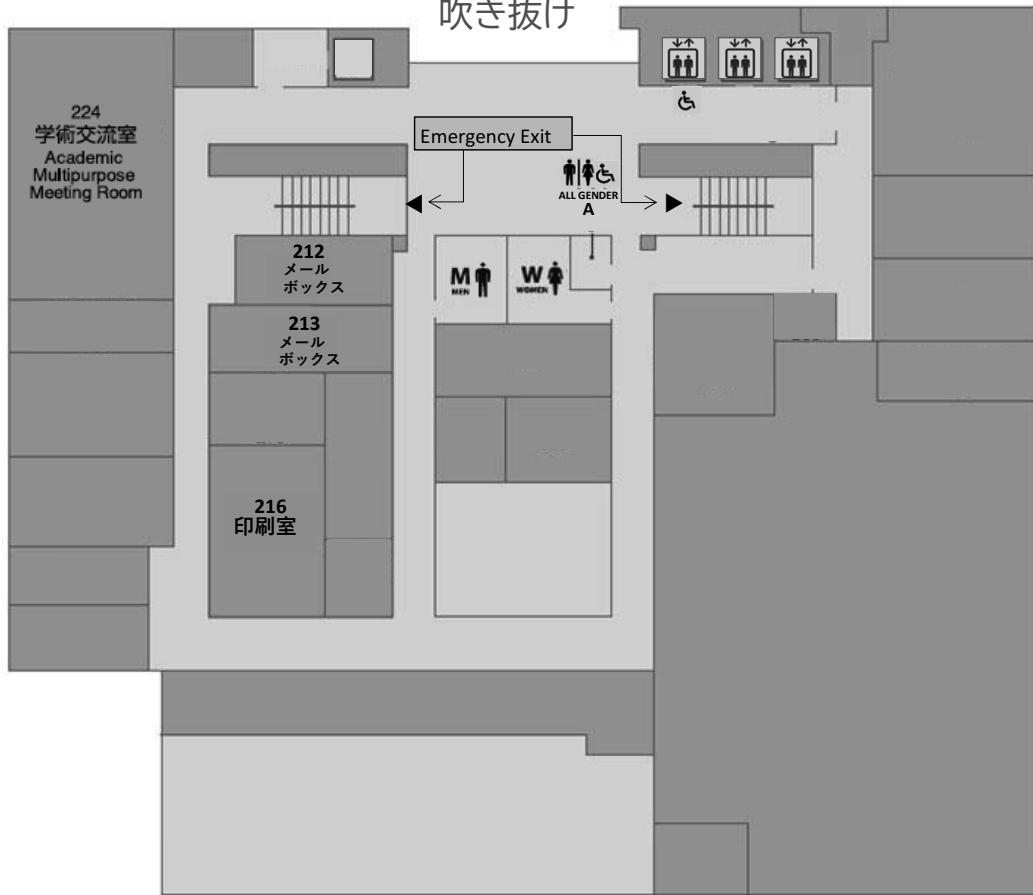 吹き抜け
224
学術交流室
Academic
Multipurpose
Meeting Room
Emergency Exit
ALL GENDER
A
212
メール
ボックス
M
MEN
W
WOMEN
213
メール
ボックス
216
印刷室